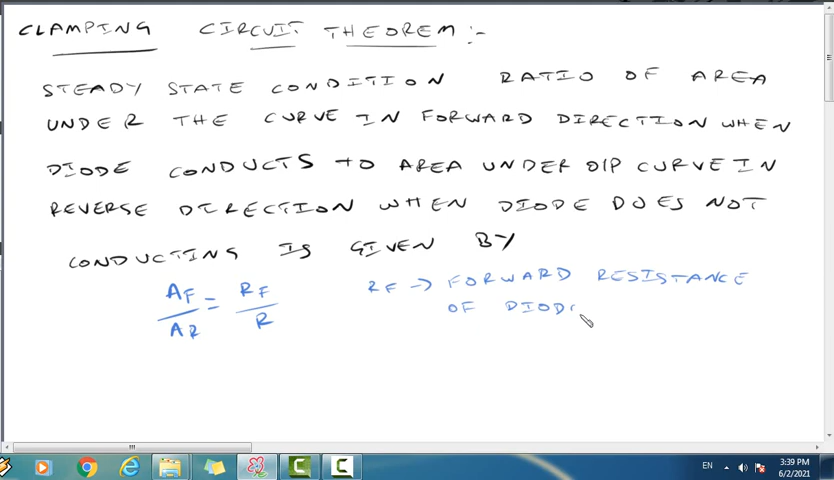 CLAMPING CIRCUIT THEOREM :-
STEADY STATE CONDITION RATIO OF AREA
UNDER THE CURVE IN FORWARD DIRECTION WHEN
DIODE CONDUCTS TO AREA UNDER O/P CURVE IN
REVERSE DIRECTION WHEN DIODE DOES NOT
CONDUCTING IS GIVEN BY
AF/AR = RF/R
RF → FORWARD RESISTANCE
OF DIOD
EN
3:39 PM
6/2/2021